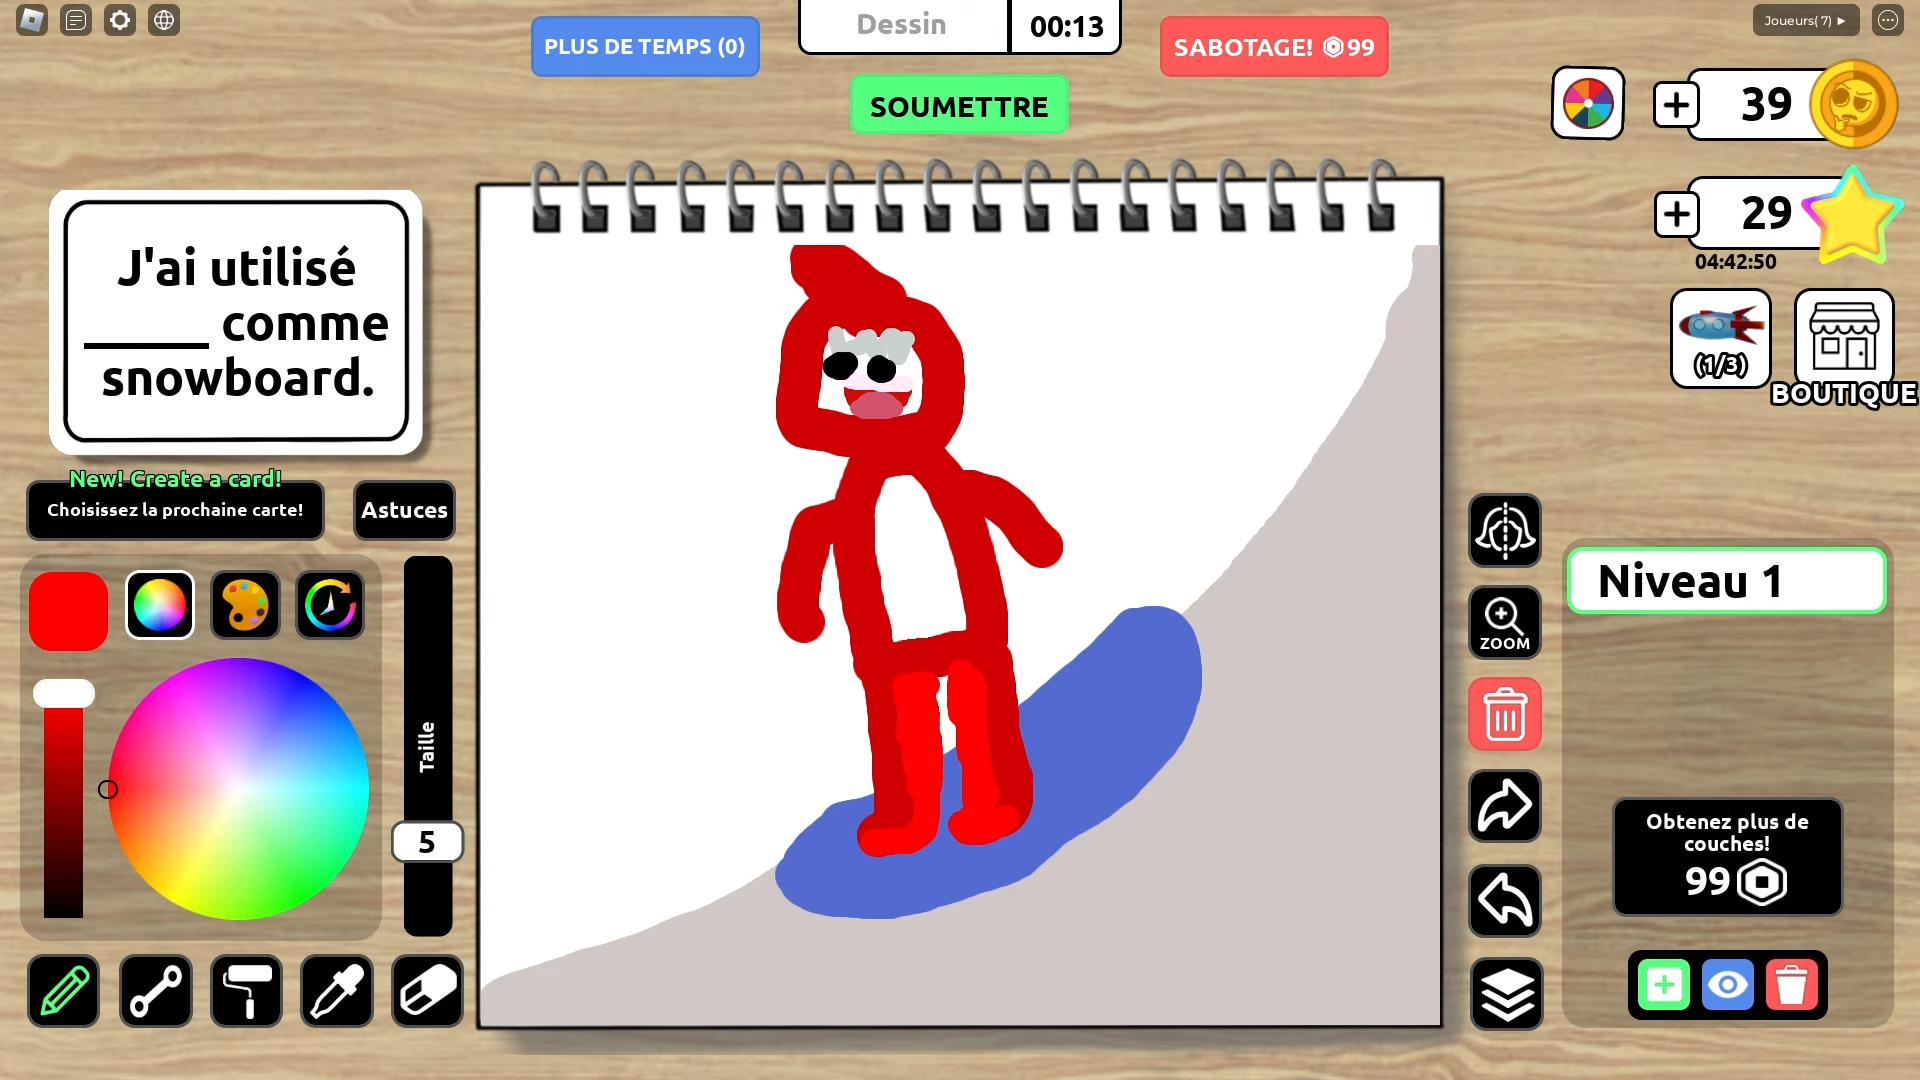 Joueurs( 7) ►
PLUS DE TEMPS (0)
Dessin
00:13
SABOTAGE! 99
SOUMETTRE
39
29
04:42:50
(1/3)
BOUTIQUE
J'ai utilisé
______ comme
snowboard.
New! Create a card!
Choisissez la prochaine carte!
Astuces
Taille
5
ZOOM
Niveau 1
Obtenez plus de
couches!
99